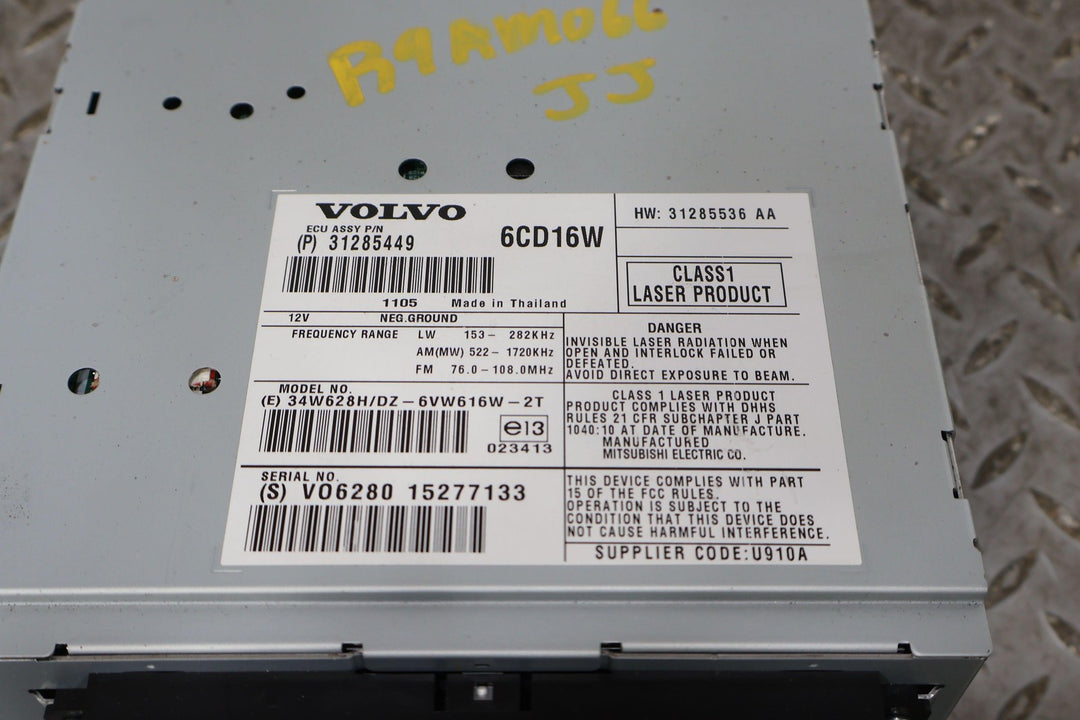 R9AM066
JJ
VOLVO
ECU ASSY P/N
(P) 31285449
6CD16W
1105 Made in Thailand
HW: 31285536 AA
CLASS1
LASER PRODUCT
12V NEG.GROUND
FREQUENCY RANGE LW 153 – 282KHz
AM(MW) 522 – 1720KHz
FM 76.0 – 108.0MHz
DANGER
INVISIBLE LASER RADIATION WHEN
OPEN AND INTERLOCK FAILED OR
DEFEATED.
AVOID DIRECT EXPOSURE TO BEAM.
MODEL NO.
(E) 34W628H/DZ – 6VW616W – 2T
e13
023413
CLASS 1 LASER PRODUCT
PRODUCT COMPLIES WITH DHHS
RULES 21 CFR SUBCHAPTER J PART
1040:10 AT DATE OF MANUFACTURE.
MANUFACTURED
MITSUBISHI ELECTRIC CO.
SERIAL NO.
(S) VO6280 15277133
THIS DEVICE COMPLIES WITH PART
15 OF THE FCC RULES.
OPERATION IS SUBJECT TO THE
CONDITION THAT THIS DEVICE DOES
NOT CAUSE HARMFUL INTERFERENCE.
SUPPLIER CODE:U910A